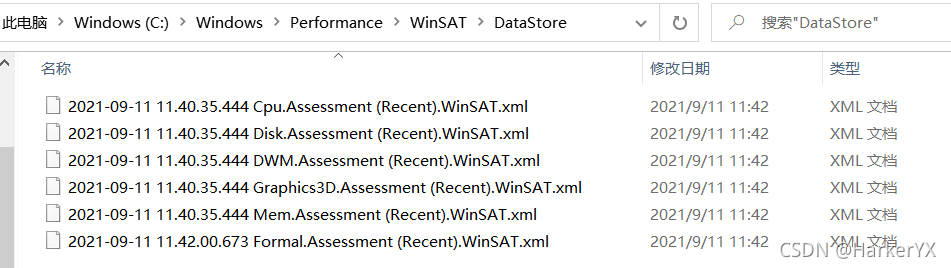 此电脑 > Windows (C:) > Windows > Performance > WinSAT > DataStore 搜索"DataStore"
名称 修改日期 类型
2021-09-11 11.40.35.444 Cpu.Assessment (Recent).WinSAT.xml 2021/9/11 11:42 XML 文档
2021-09-11 11.40.35.444 Disk.Assessment (Recent).WinSAT.xml 2021/9/11 11:42 XML 文档
2021-09-11 11.40.35.444 DWM.Assessment (Recent).WinSAT.xml 2021/9/11 11:42 XML 文档
2021-09-11 11.40.35.444 Graphics3D.Assessment (Recent).WinSAT.xml 2021/9/11 11:42 XML 文档
2021-09-11 11.40.35.444 Mem.Assessment (Recent).WinSAT.xml 2021/9/11 11:42 XML 文档
2021-09-11 11.42.00.673 Formal.Assessment (Recent).WinSAT.xml 2021/9/11 11:42 XML 文档
CSDN @HarkerYX